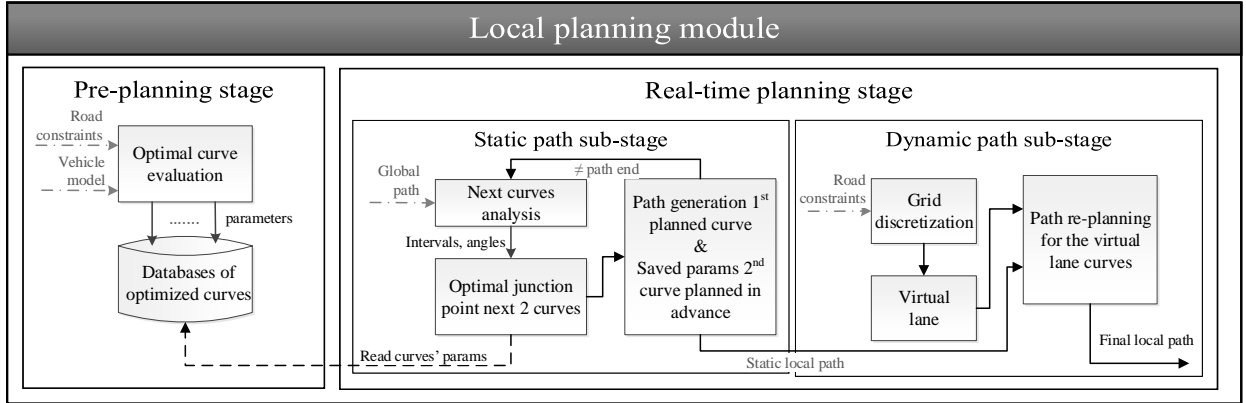 Local planning module
Pre-planning stage
Road
constraints
Vehicle
model
Optimal curve
evaluation
.......
parameters
Databases of
optimized curves
Real-time planning stage
Static path sub-stage
Global
path
≠ path end
Next curves
analysis
Intervals, angles
Optimal junction
point next 2 curves
Read curves' params
Path generation 1st
planned curve
&
Saved params 2nd
curve planned in
advance
Static local path
Dynamic path sub-stage
Road
constraints
Grid
discretization
Virtual
lane
Path re-planning
for the virtual
lane curves
Final local path